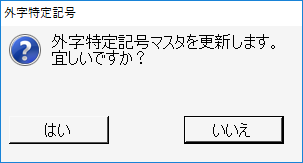 外字特定記号
外字特定記号マスタを更新します。
宜しいですか？
はい
いいえ